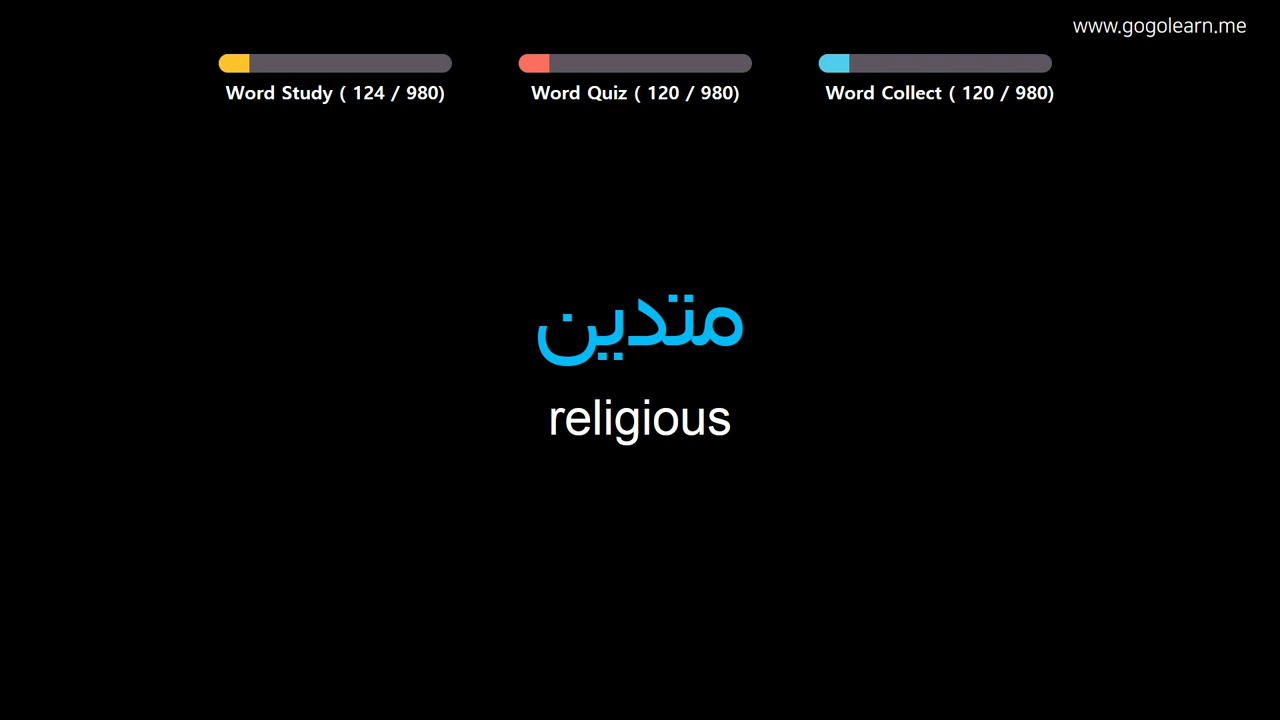 www.gogolearn.me
Word Study ( 124 / 980)
Word Quiz ( 120 / 980)
Word Collect ( 120 / 980)
متدين
religious